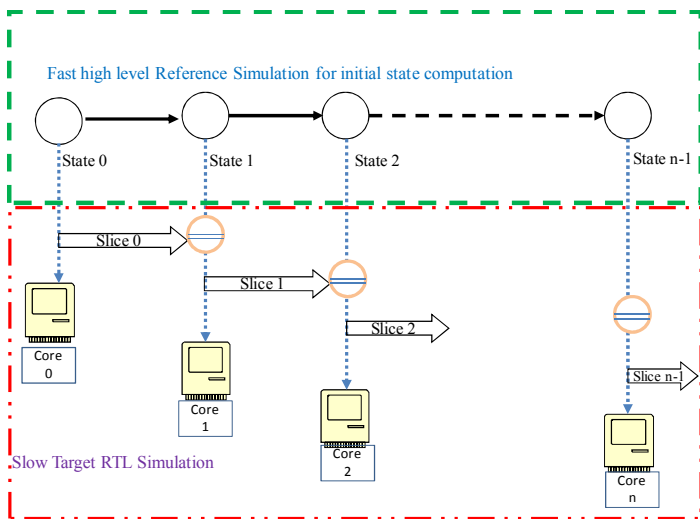 Fast high level Reference Simulation for initial state computation
State 0
State 1
State 2
State n-1
Slice 0
Slice 1
Slice 2
Slice n-1
Core
0
Core
1
Core
2
Core
n
Slow Target RTL Simulation